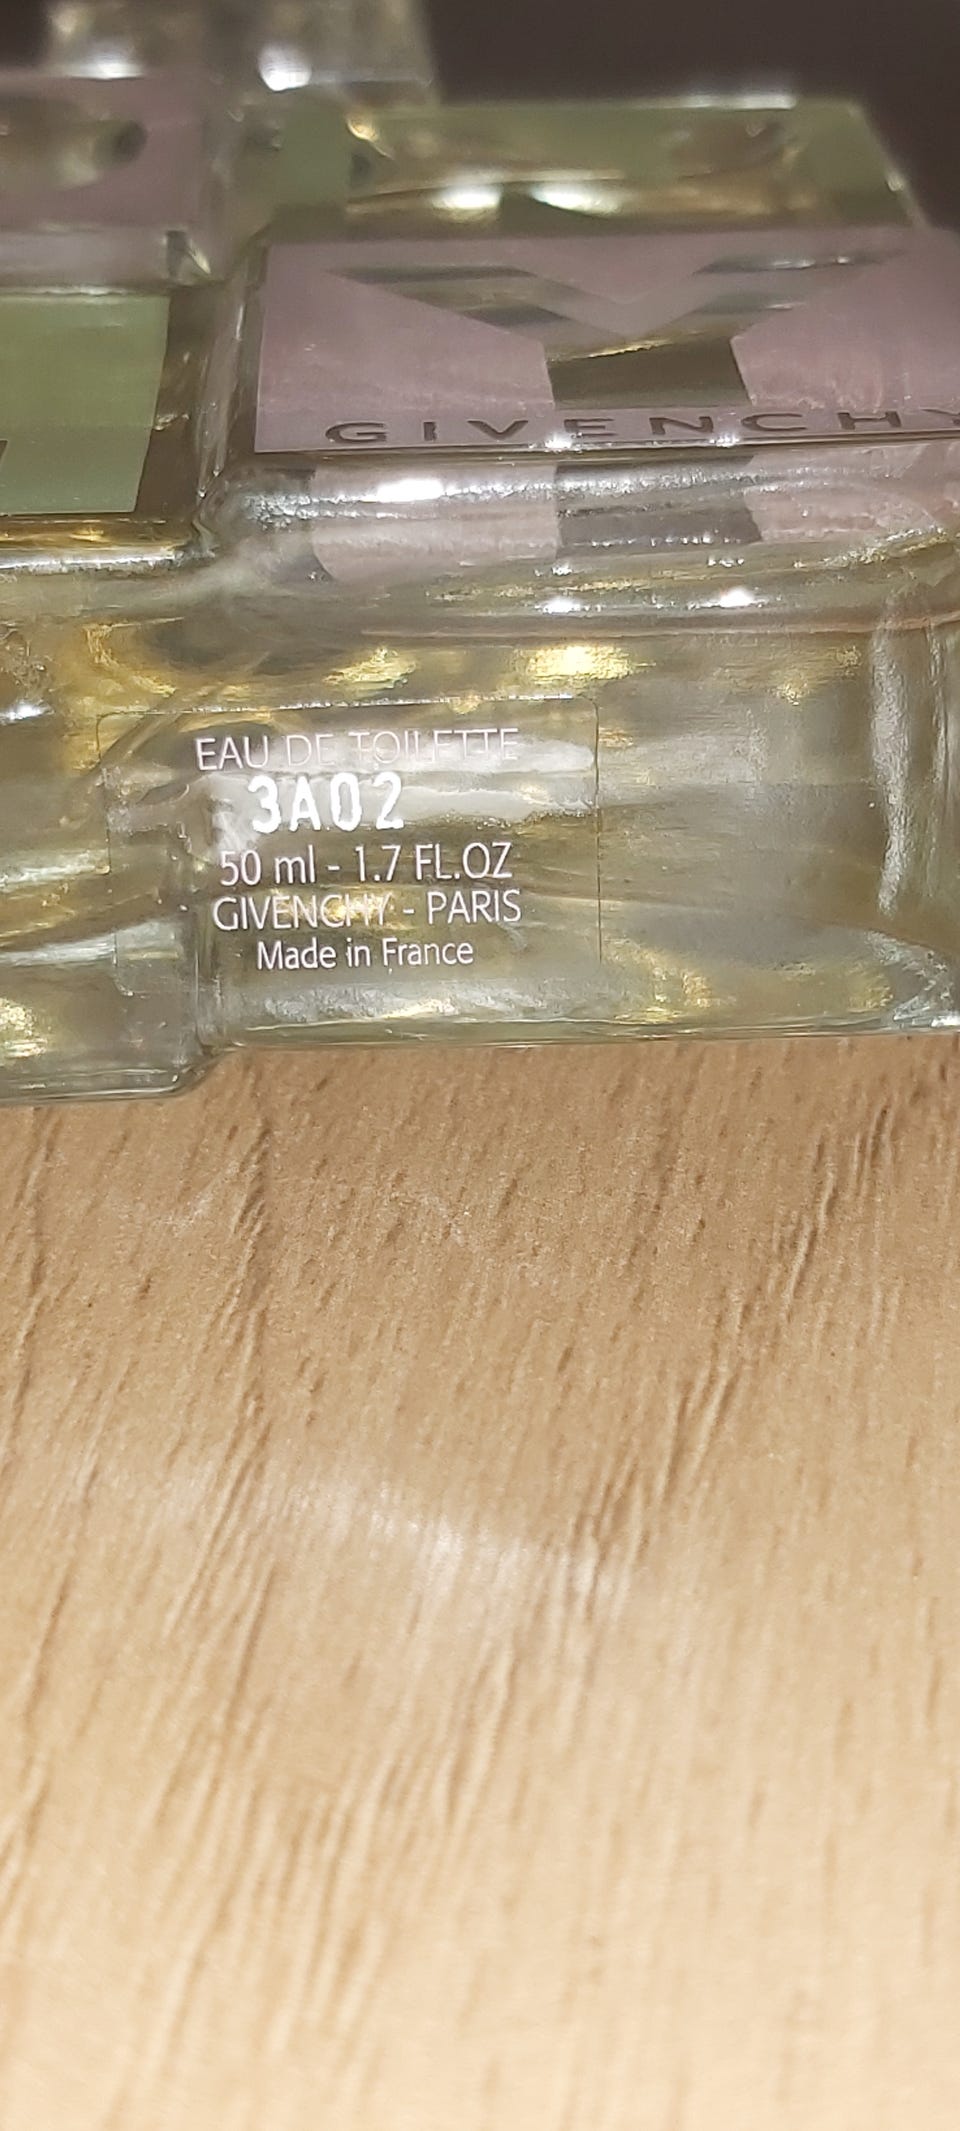 Y
GIVENCHY
EAU DE TOILETTE
3A02
50 ml - 1.7 FL.OZ
GIVENCHY - PARIS
Made in France